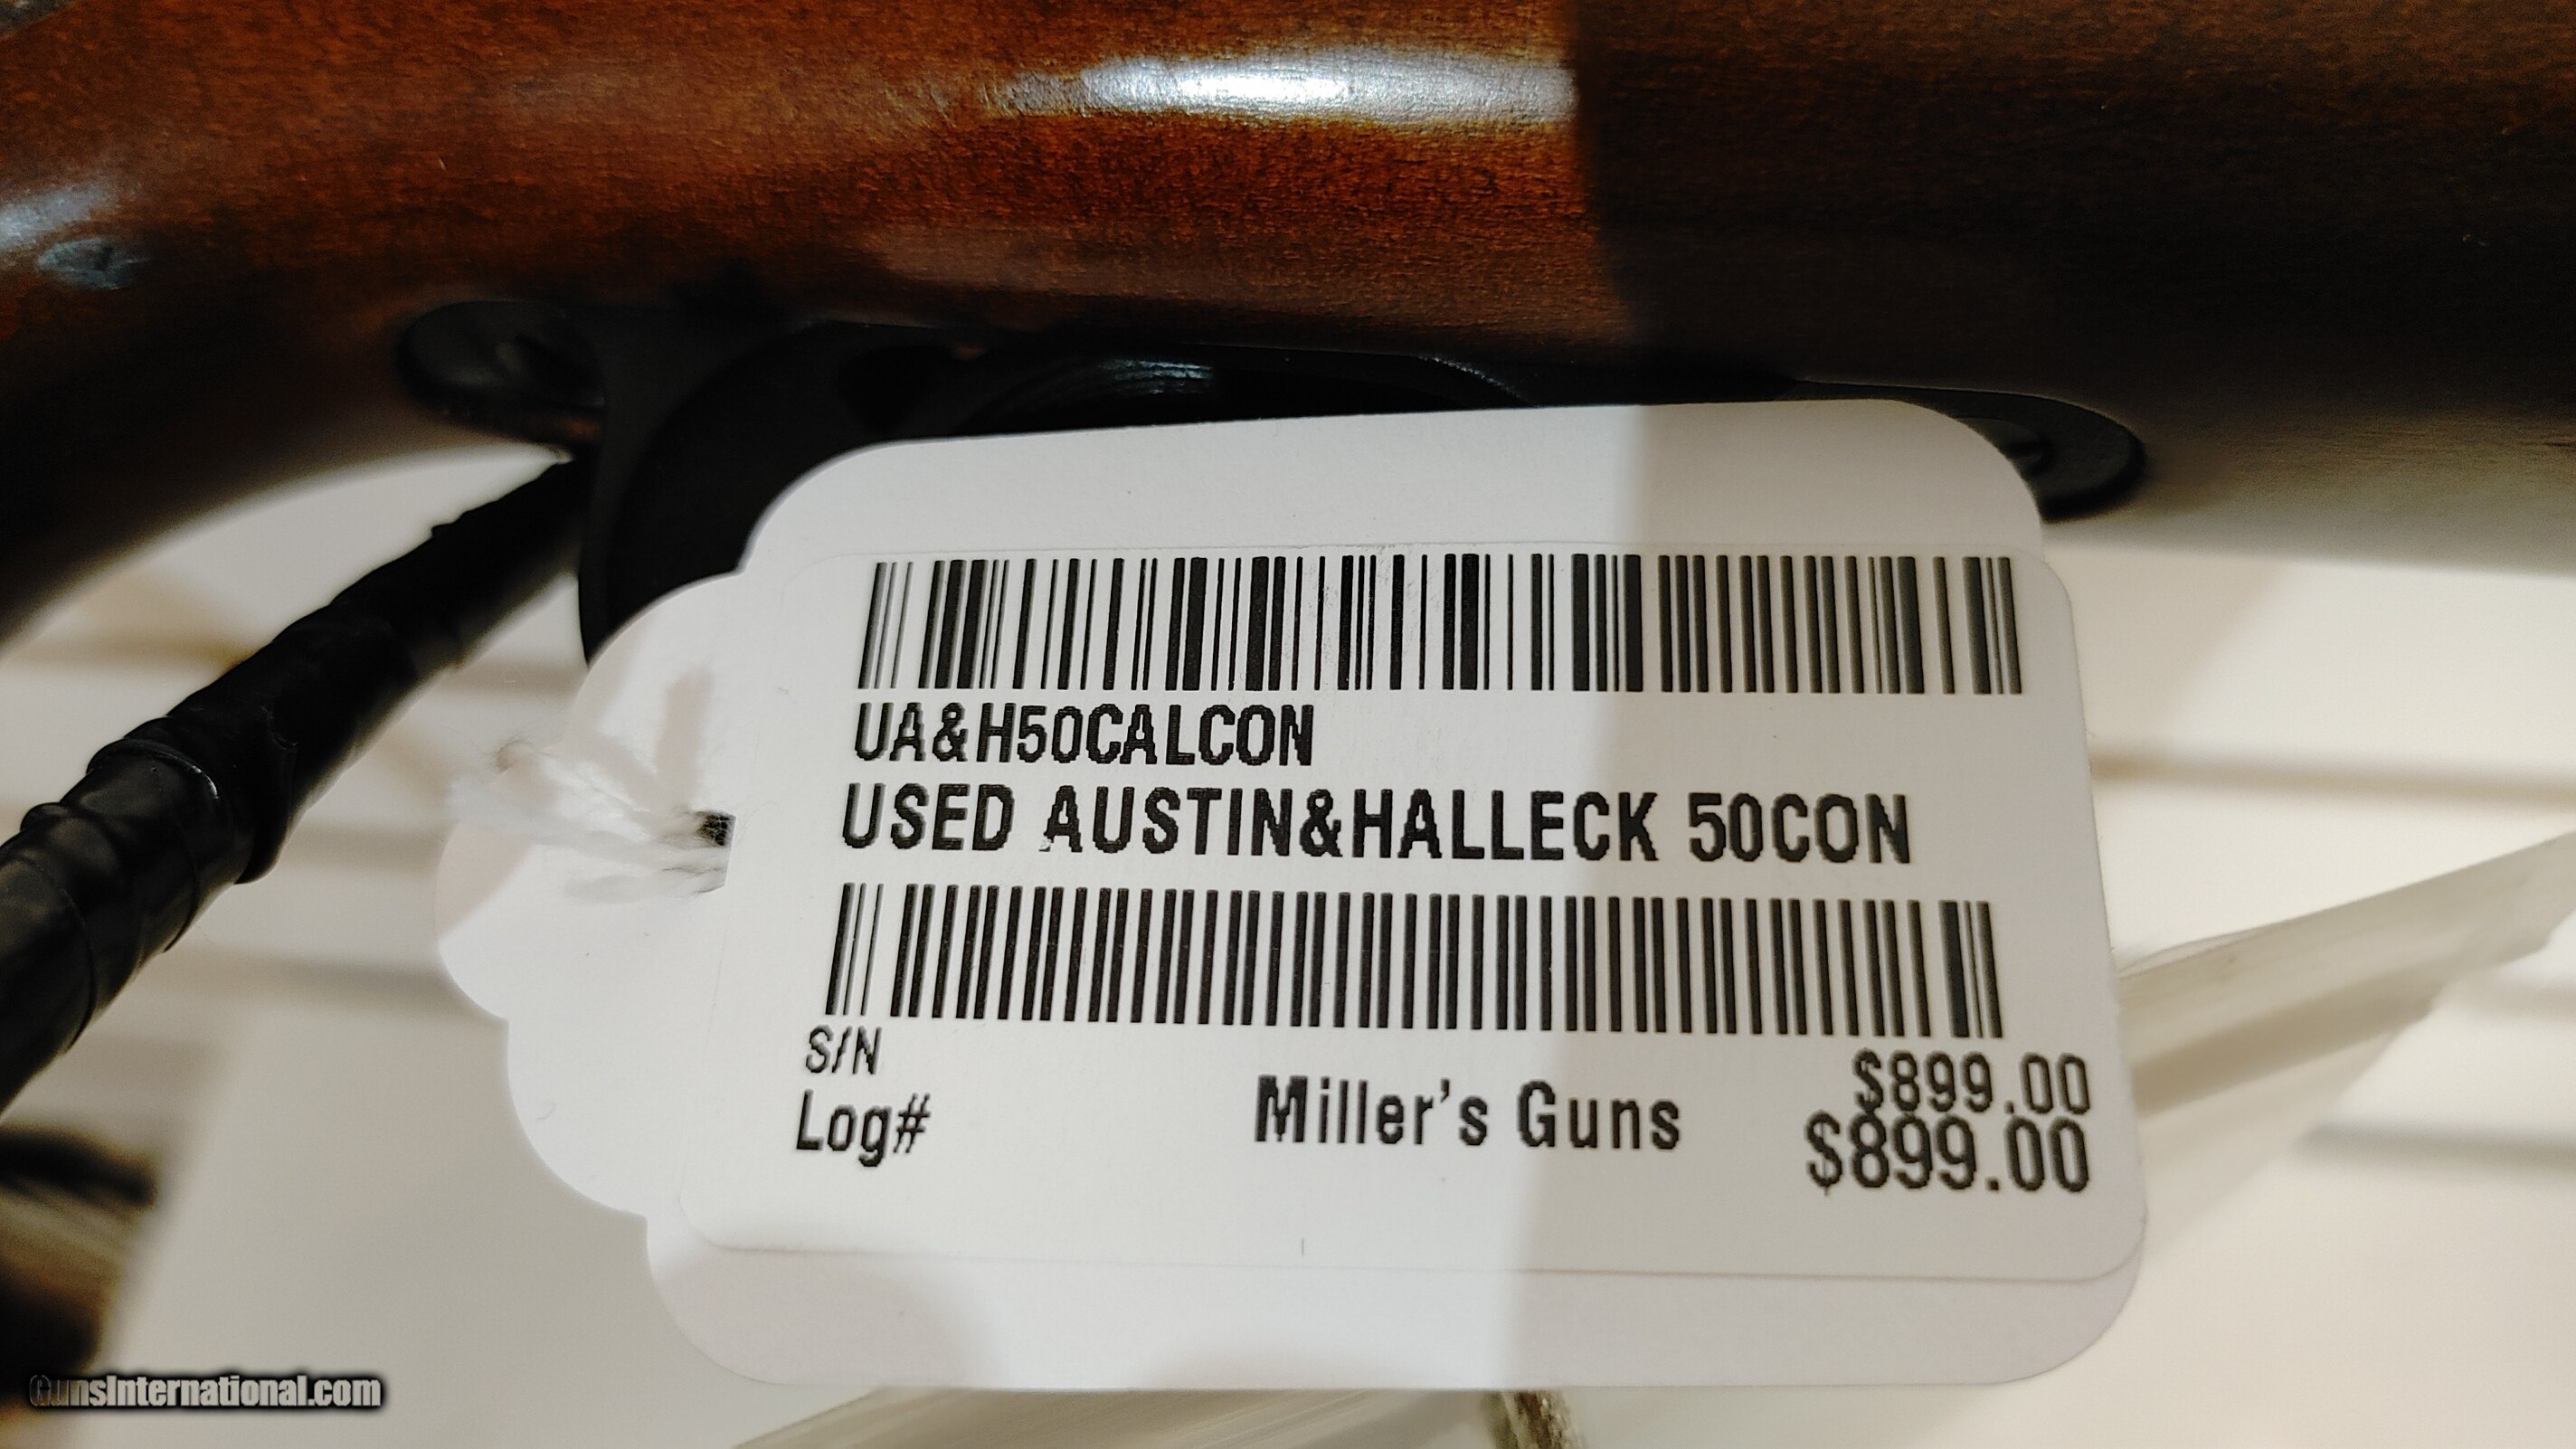 UA&H50CALCON
USED AUSTIN&HALLECK 50CON
S/N
$899.00
Log#
Miller's Guns
$899.00
GunsInternational.com